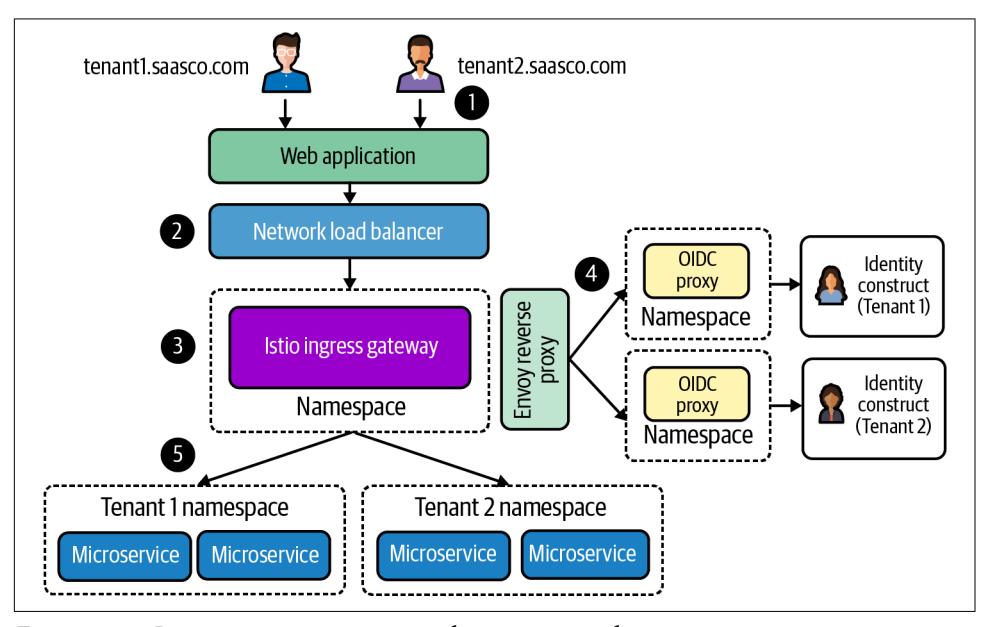 tenant1.saasco.com
tenant2.saasco.com
1
Web application
2
Network load balancer
3
Istio ingress gateway
Namespace
Envoy reverse
proxy
4
OIDC
proxy
Namespace
Identity
construct
(Tenant 1)
OIDC
proxy
Namespace
Identity
construct
(Tenant 2)
5
Tenant 1 namespace
Microservice
Microservice
Tenant 2 namespace
Microservice
Microservice